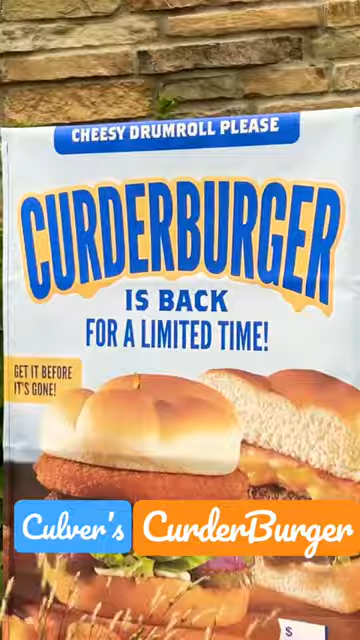 CHEESY DRUMROLL PLEASE
CURDERBURGER
IS BACK
FOR A LIMITED TIME!
GET IT BEFORE
IT'S GONE!
Culver's CurderBurger
$